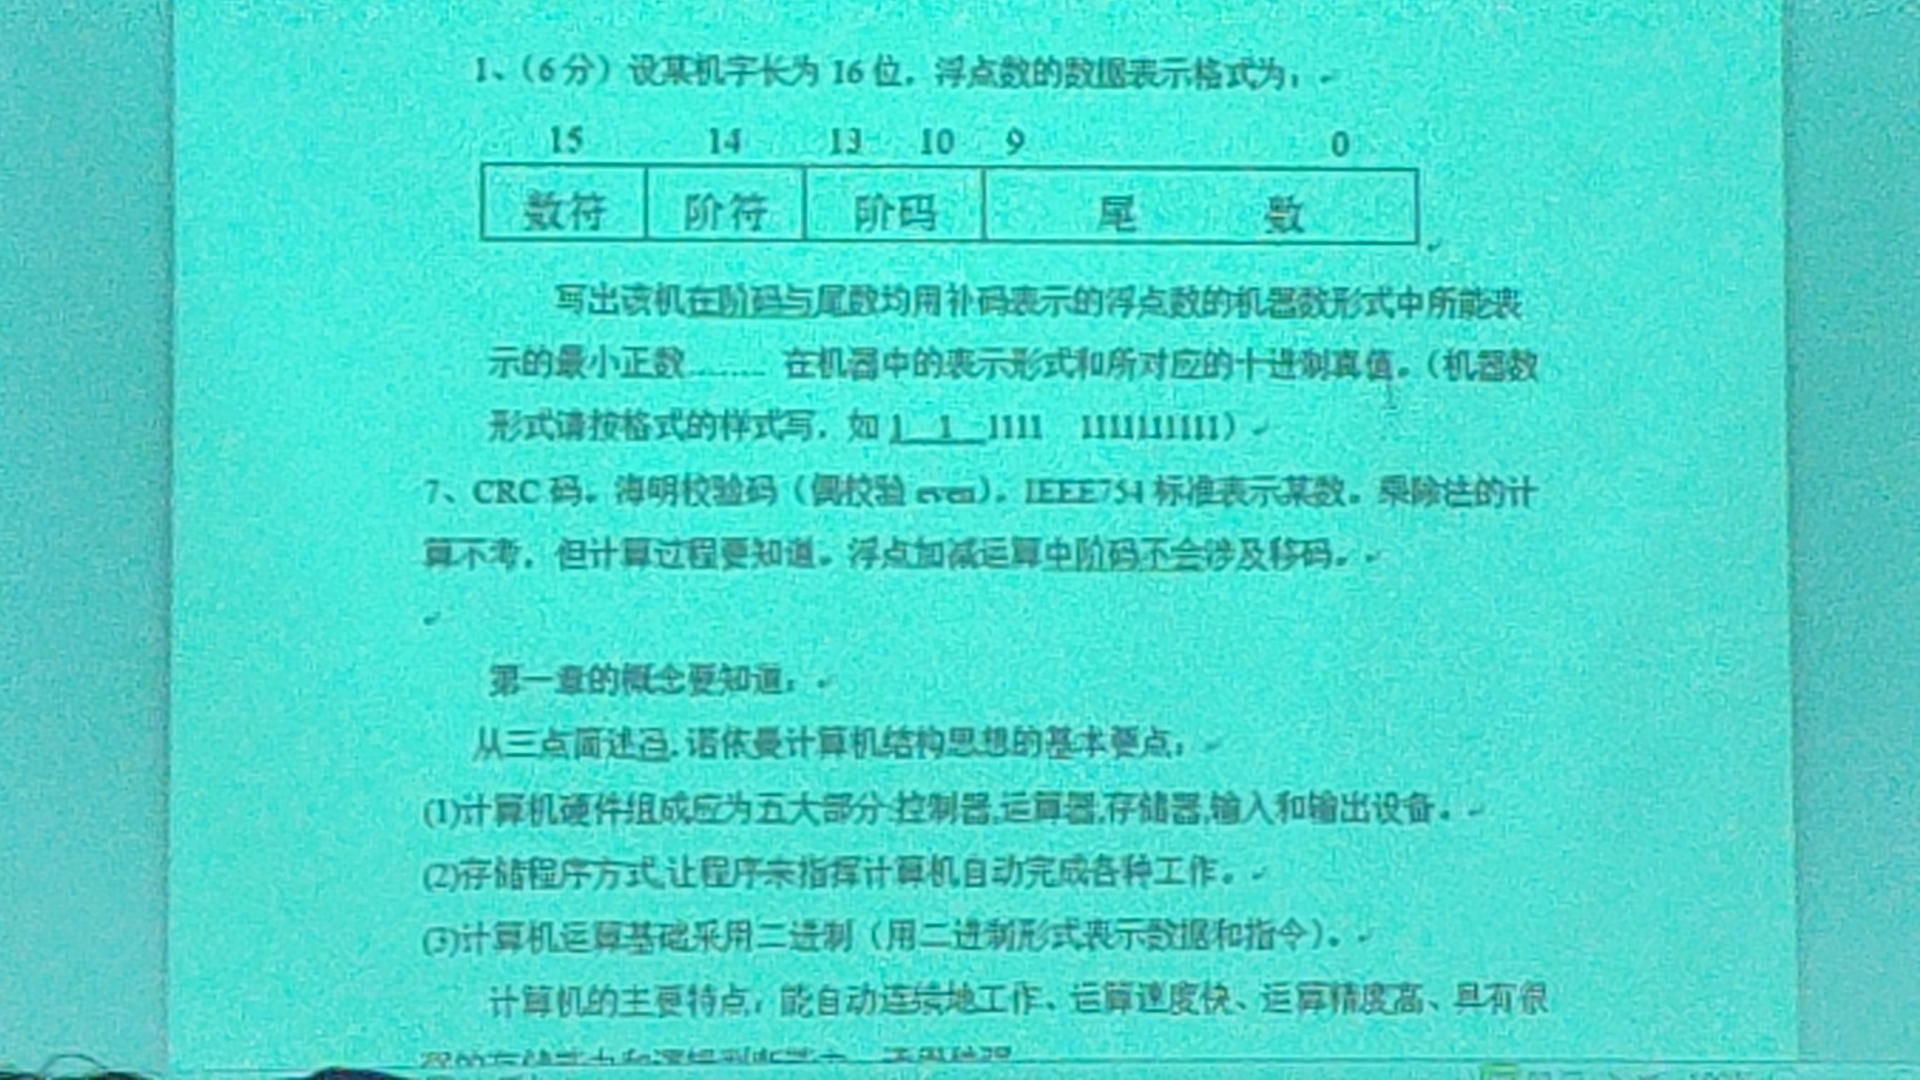 1、（6分）设某机字长为 16 位，浮点数的数据表示格式为：
15 14 13 10 9 0
数符 阶符 阶码 尾 数
写出该机在阶码与尾数均用补码表示的浮点数的机器数形式中所能表
示的最小正数........ 在机器中的表示形式和所对应的十进制真值。（机器数
形式请按格式的样式写，如 1 1 1111 1111111111）
7、CRC 码。海明校验码（偶校验 even）。IEEE754 标准表示某数。乘除法的计
算不考，但计算过程要知道。浮点加减运算中阶码不会涉及移码。
第一章的概念要知道：
从三点简述冯.诺依曼计算机结构思想的基本要点：
(1)计算机硬件组成应为五大部分:控制器,运算器,存储器,输入和输出设备。
(2)存储程序方式,让程序来指挥计算机自动完成各种工作。
(3)计算机运算基础采用二进制（用二进制形式表示数据和指令）。
计算机的主要特点：能自动连续地工作、运算速度快、运算精度高、具有很